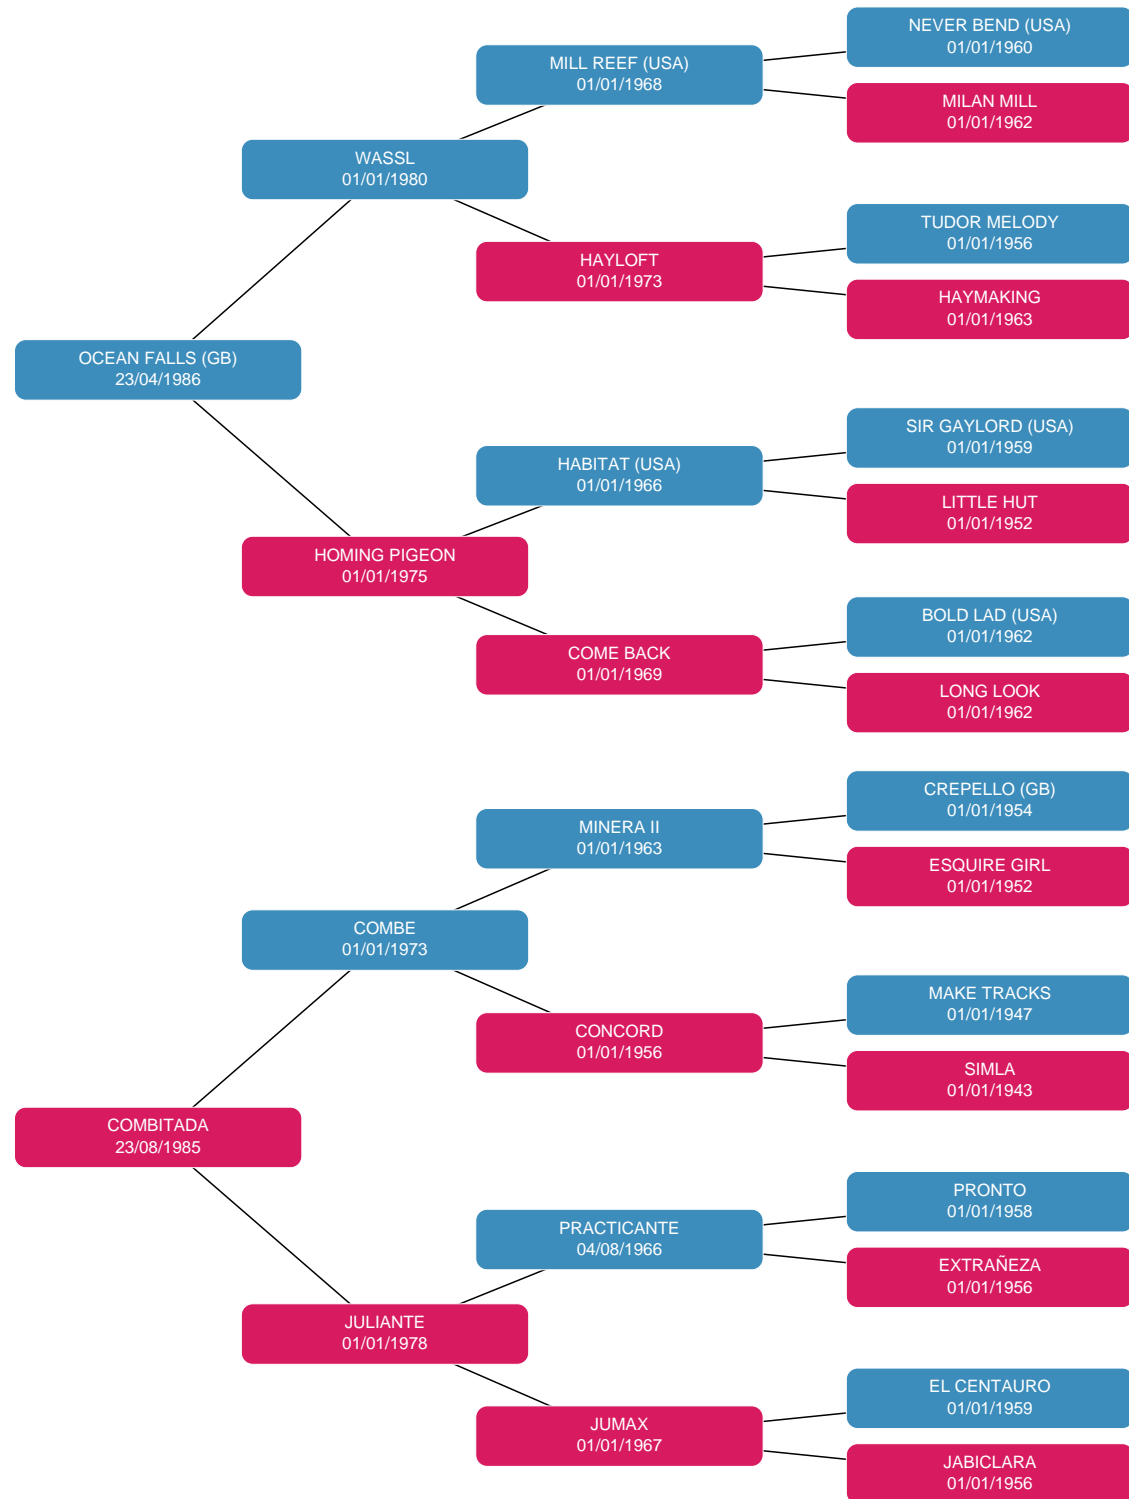 NEVER BEND (USA)
01/01/1960
MILL REEF (USA)
01/01/1968
MILAN MILL
01/01/1962
WASSL
01/01/1980
TUDOR MELODY
01/01/1956
HAYLOFT
01/01/1973
HAYMAKING
01/01/1963
OCEAN FALLS (GB)
23/04/1986
SIR GAYLORD (USA)
01/01/1959
HABITAT (USA)
01/01/1966
LITTLE HUT
01/01/1952
HOMING PIGEON
01/01/1975
BOLD LAD (USA)
01/01/1962
COME BACK
01/01/1969
LONG LOOK
01/01/1962
CREPELLO (GB)
01/01/1954
MINERA II
01/01/1963
ESQUIRE GIRL
01/01/1952
COMBE
01/01/1973
MAKE TRACKS
01/01/1947
CONCORD
01/01/1956
SIMLA
01/01/1943
COMBITADA
23/08/1985
PRONTO
01/01/1958
PRACTICANTE
04/08/1966
EXTRAÑEZA
01/01/1956
JULIANTE
01/01/1978
EL CENTAURO
01/01/1959
JUMAX
01/01/1967
JABICLARA
01/01/1956